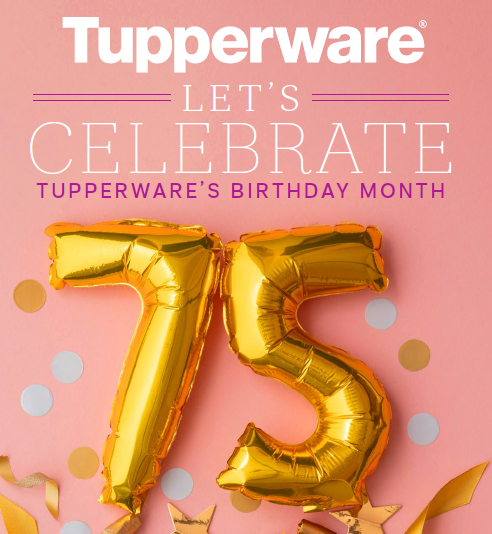 Tupperware®
LET'S
CELEBRATE
TUPPERWARE'S BIRTHDAY MONTH
75